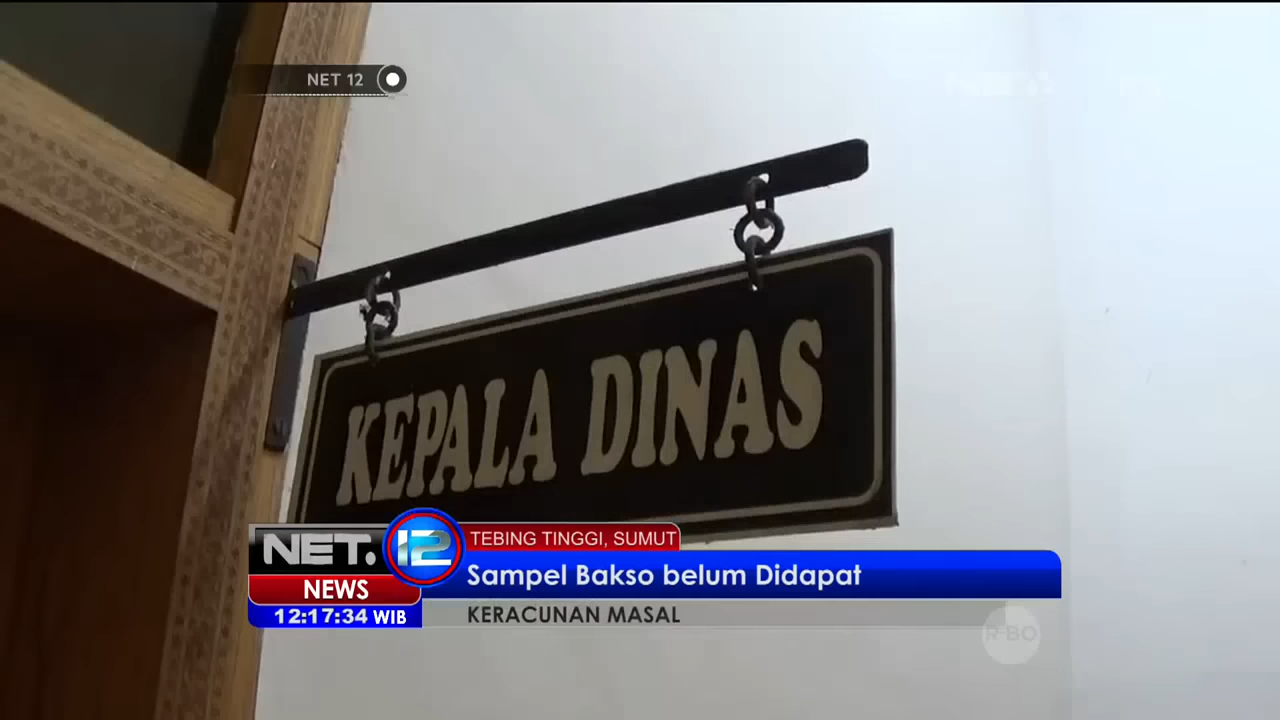 NET 12
KEPALA DINAS
NET. 12
TEBING TINGGI, SUMUT
Sampel Bakso belum Didapat
NEWS
12:17:34 WIB
KERACUNAN MASAL
R-BO